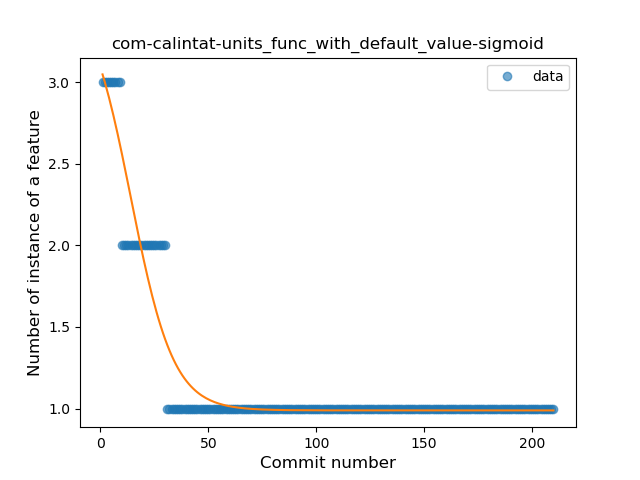 com-calintat-units_func_with_default_value-sigmoid
data
Number of instance of a feature
3.0
2.5
2.0
1.5
1.0
0
50
100
150
200
Commit number